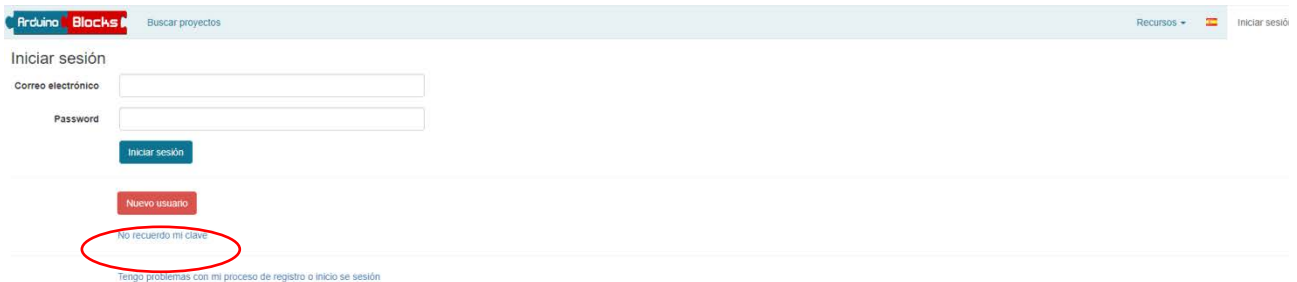 Arduino Blocks Buscar proyectos Recursos Iniciar sesión
Iniciar sesión
Correo electrónico
Password
Iniciar sesión
Nuevo usuario
No recuerdo mi clave
Tengo problemas con mi proceso de registro o inicio se sesión